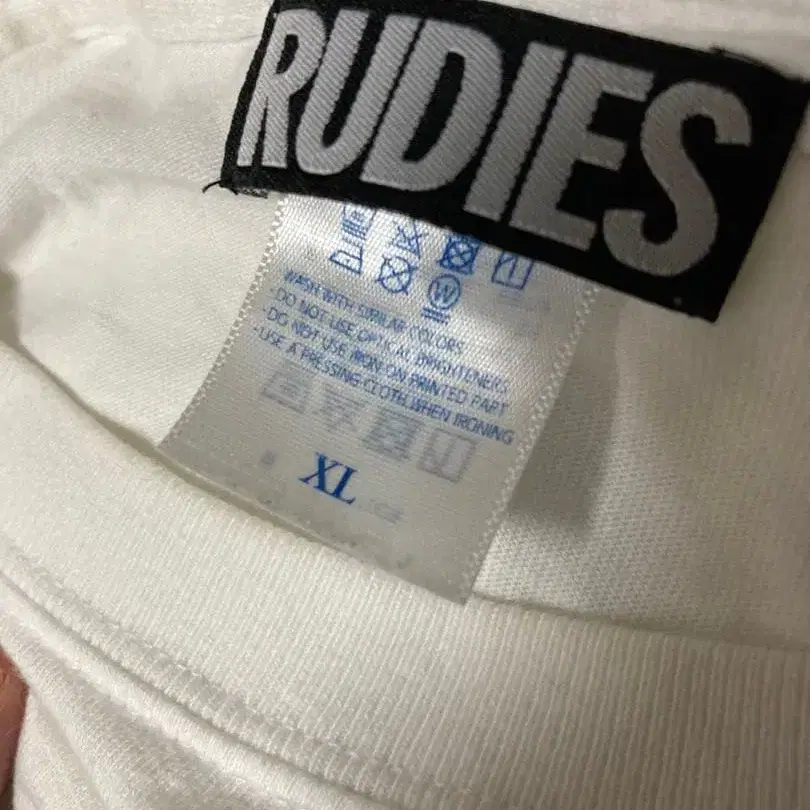 RUDIES
W
WASH WITH SIMILAR COLORS
·DO NOT USE OPTICAL BRIGHTENERS
·DO NOT USE IRON ON PRINTED PART
·USE A PRESSING CLOTH WHEN IRONING
XL